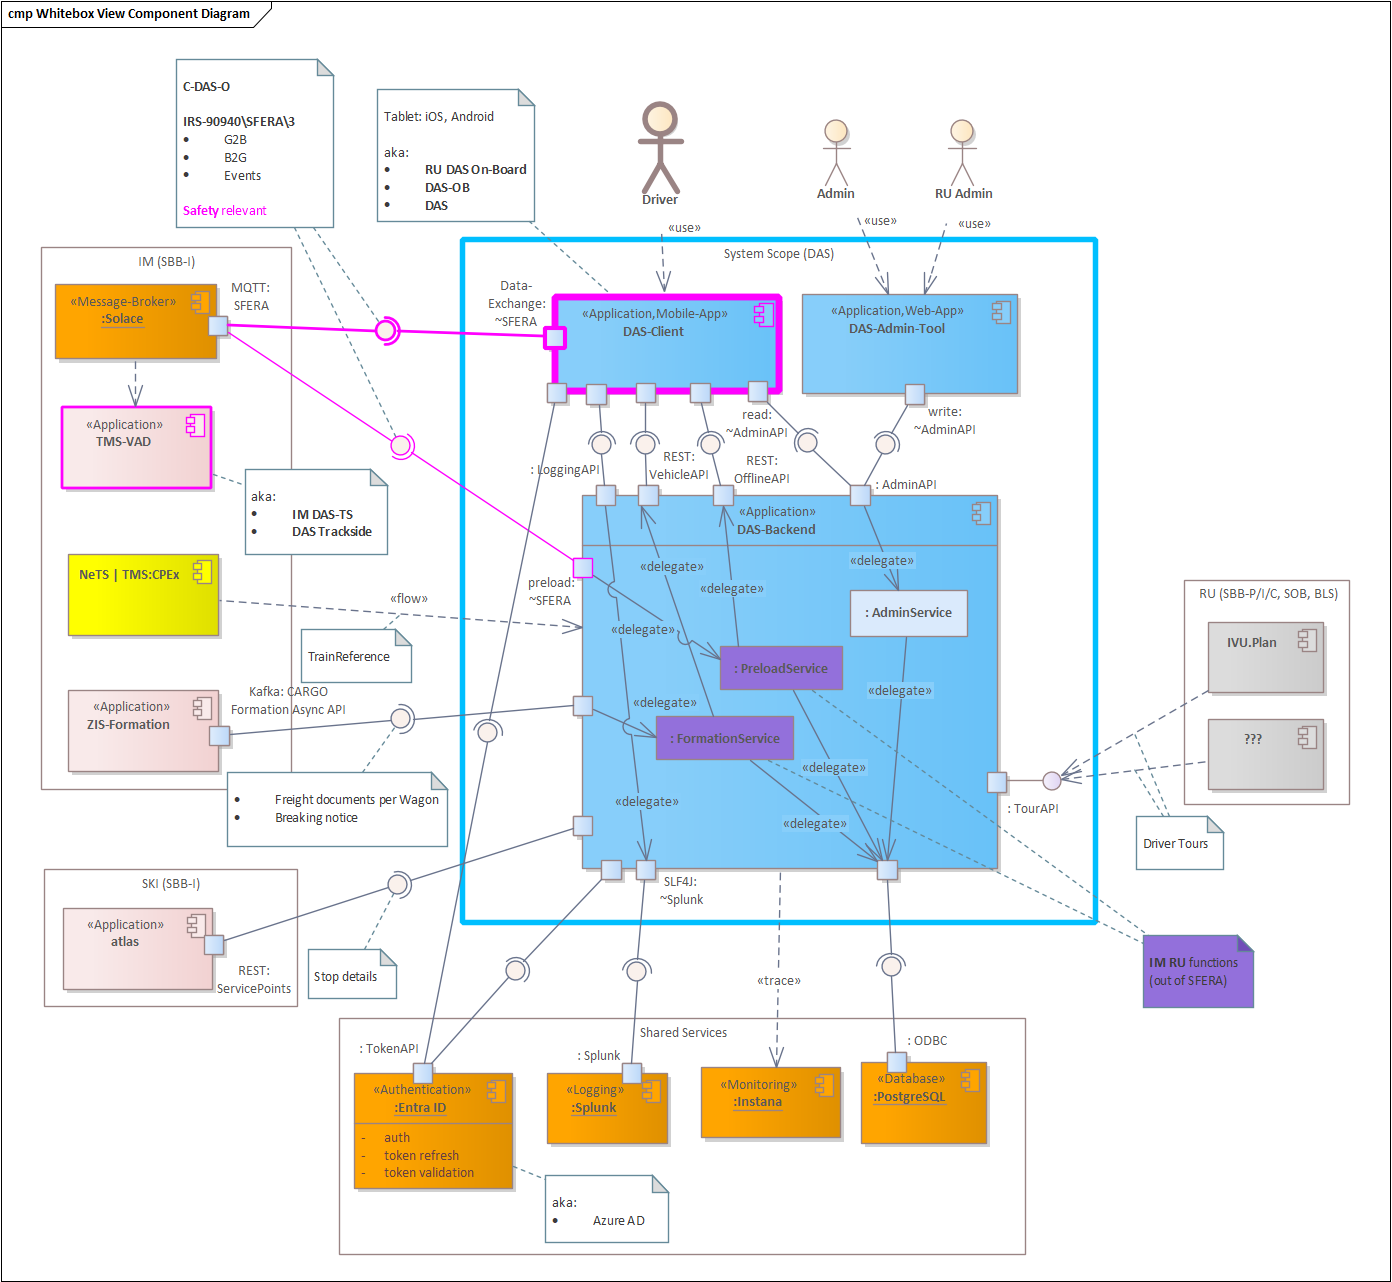 cmp Whitebox View Component Diagram
C-DAS-O
IRS-90940\SFERA\3
• G2B
• B2G
• Events
Safety relevant
Tablet: iOS, Android
aka:
• RU DAS On-Board
• DAS-OB
• DAS
Driver
Admin
RU Admin
«use»
«use»
«use»
System Scope (DAS)
IM (SBB-I)
«Message-Broker»
:Solace
MQTT:
SFERA
Data-
Exchange:
~SFERA
«Application,Mobile-App»
DAS-Client
«Application,Web-App»
DAS-Admin-Tool
«Application»
TMS-VAD
read:
~AdminAPI
write:
~AdminAPI
: LoggingAPI
REST:
VehicleAPI
REST:
OfflineAPI
: AdminAPI
aka:
• IM DAS-TS
• DAS Trackside
«Application»
DAS-Backend
NeTS | TMS:CPEx
«flow»
preload:
~SFERA
«delegate»
«delegate»
«delegate»
«delegate»
: AdminService
TrainReference
: PreloadService
RU (SBB-P/I/C, SOB, BLS)
IVU.Plan
???
«Application»
ZIS-Formation
Kafka: CARGO
Formation Async API
«delegate»
«delegate»
: FormationService
«delegate»
«delegate»
«delegate»
: TourAPI
Driver Tours
• Freight documents per Wagon
• Breaking notice
SKI (SBB-I)
«Application»
atlas
REST:
ServicePoints
Stop details
SLF4J:
~Splunk
«trace»
IM RU functions
(out of SFERA)
Shared Services
: TokenAPI
: Splunk
: ODBC
«Authentication»
:Entra ID
- auth
- token refresh
- token validation
«Logging»
:Splunk
«Monitoring»
:Instana
«Database»
:PostgreSQL
aka:
• Azure AD